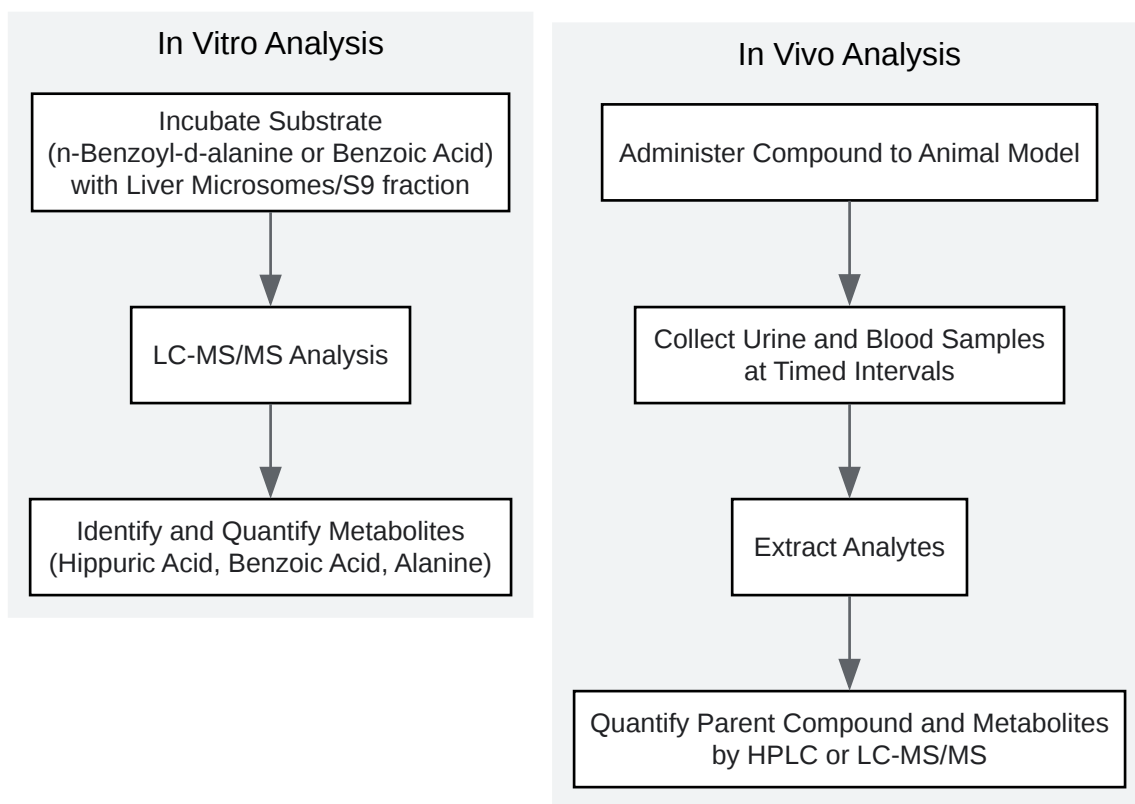 In Vitro Analysis
Incubate Substrate
(n-Benzoyl-d-alanine or Benzoic Acid)
with Liver Microsomes/S9 fraction
LC-MS/MS Analysis
Identify and Quantify Metabolites
(Hippuric Acid, Benzoic Acid, Alanine)
In Vivo Analysis
Administer Compound to Animal Model
Collect Urine and Blood Samples
at Timed Intervals
Extract Analytes
Quantify Parent Compound and Metabolites
by HPLC or LC-MS/MS